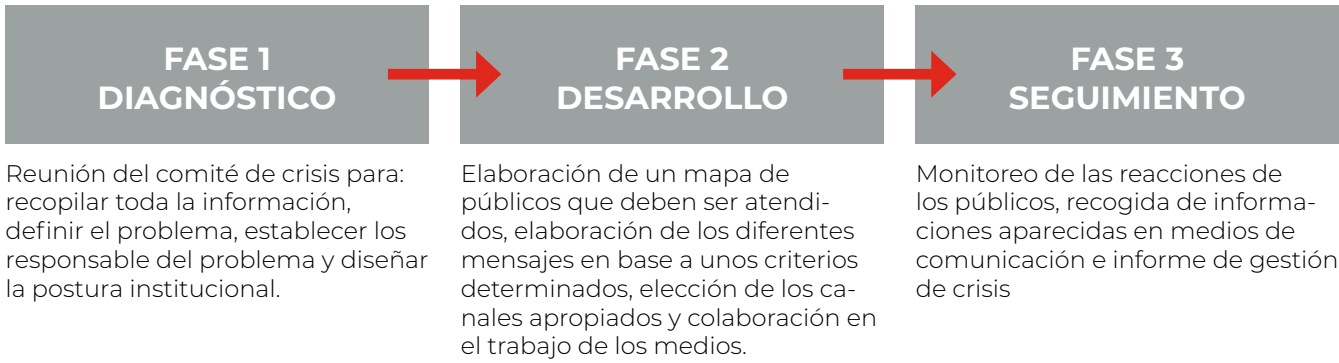 FASE 1
DIAGNÓSTICO
Reunión del comité de crisis para:
recopilar toda la información,
definir el problema, establecer los
responsable del problema y diseñar
la postura institucional.
FASE 2
DESARROLLO
Elaboración de un mapa de
públicos que deben ser atendi-
dos, elaboración de los diferentes
mensajes en base a unos criterios
determinados, elección de los ca-
nales apropiados y colaboración en
el trabajo de los medios.
FASE 3
SEGUIMIENTO
Monitoreo de las reacciones de
los públicos, recogida de informa-
ciones aparecidas en medios de
comunicación e informe de gestión
de crisis